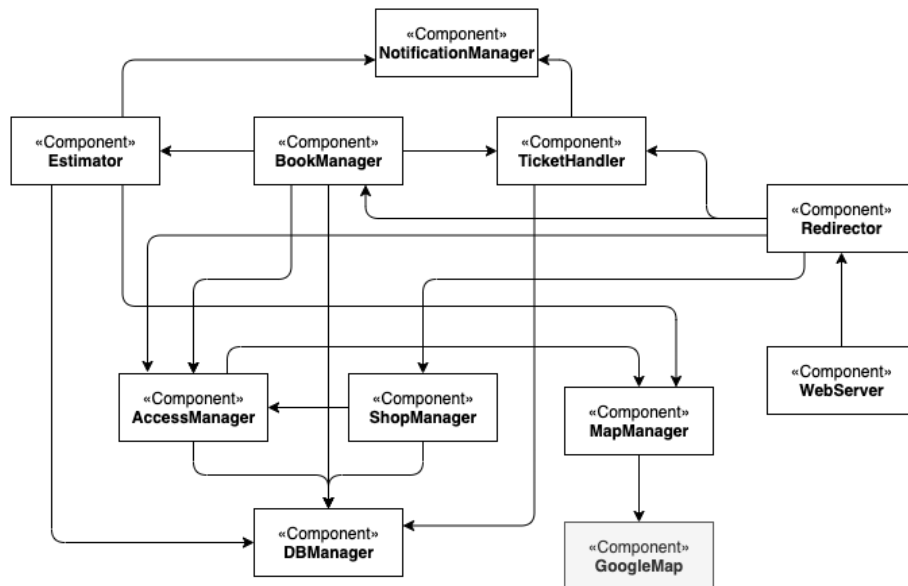 «Component»
NotificationManager
«Component»
Estimator
«Component»
BookManager
«Component»
TicketHandler
«Component»
Redirector
«Component»
WebServer
«Component»
AccessManager
«Component»
ShopManager
«Component»
MapManager
«Component»
DBManager
«Component»
GoogleMap